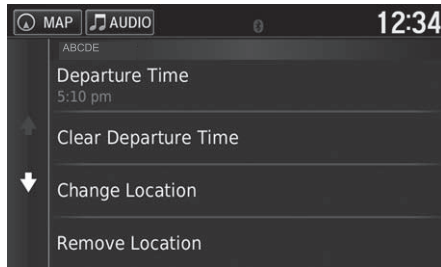 MAP AUDIO 12:34
ABCDE
Departure Time
5:10 pm
Clear Departure Time
Change Location
Remove Location